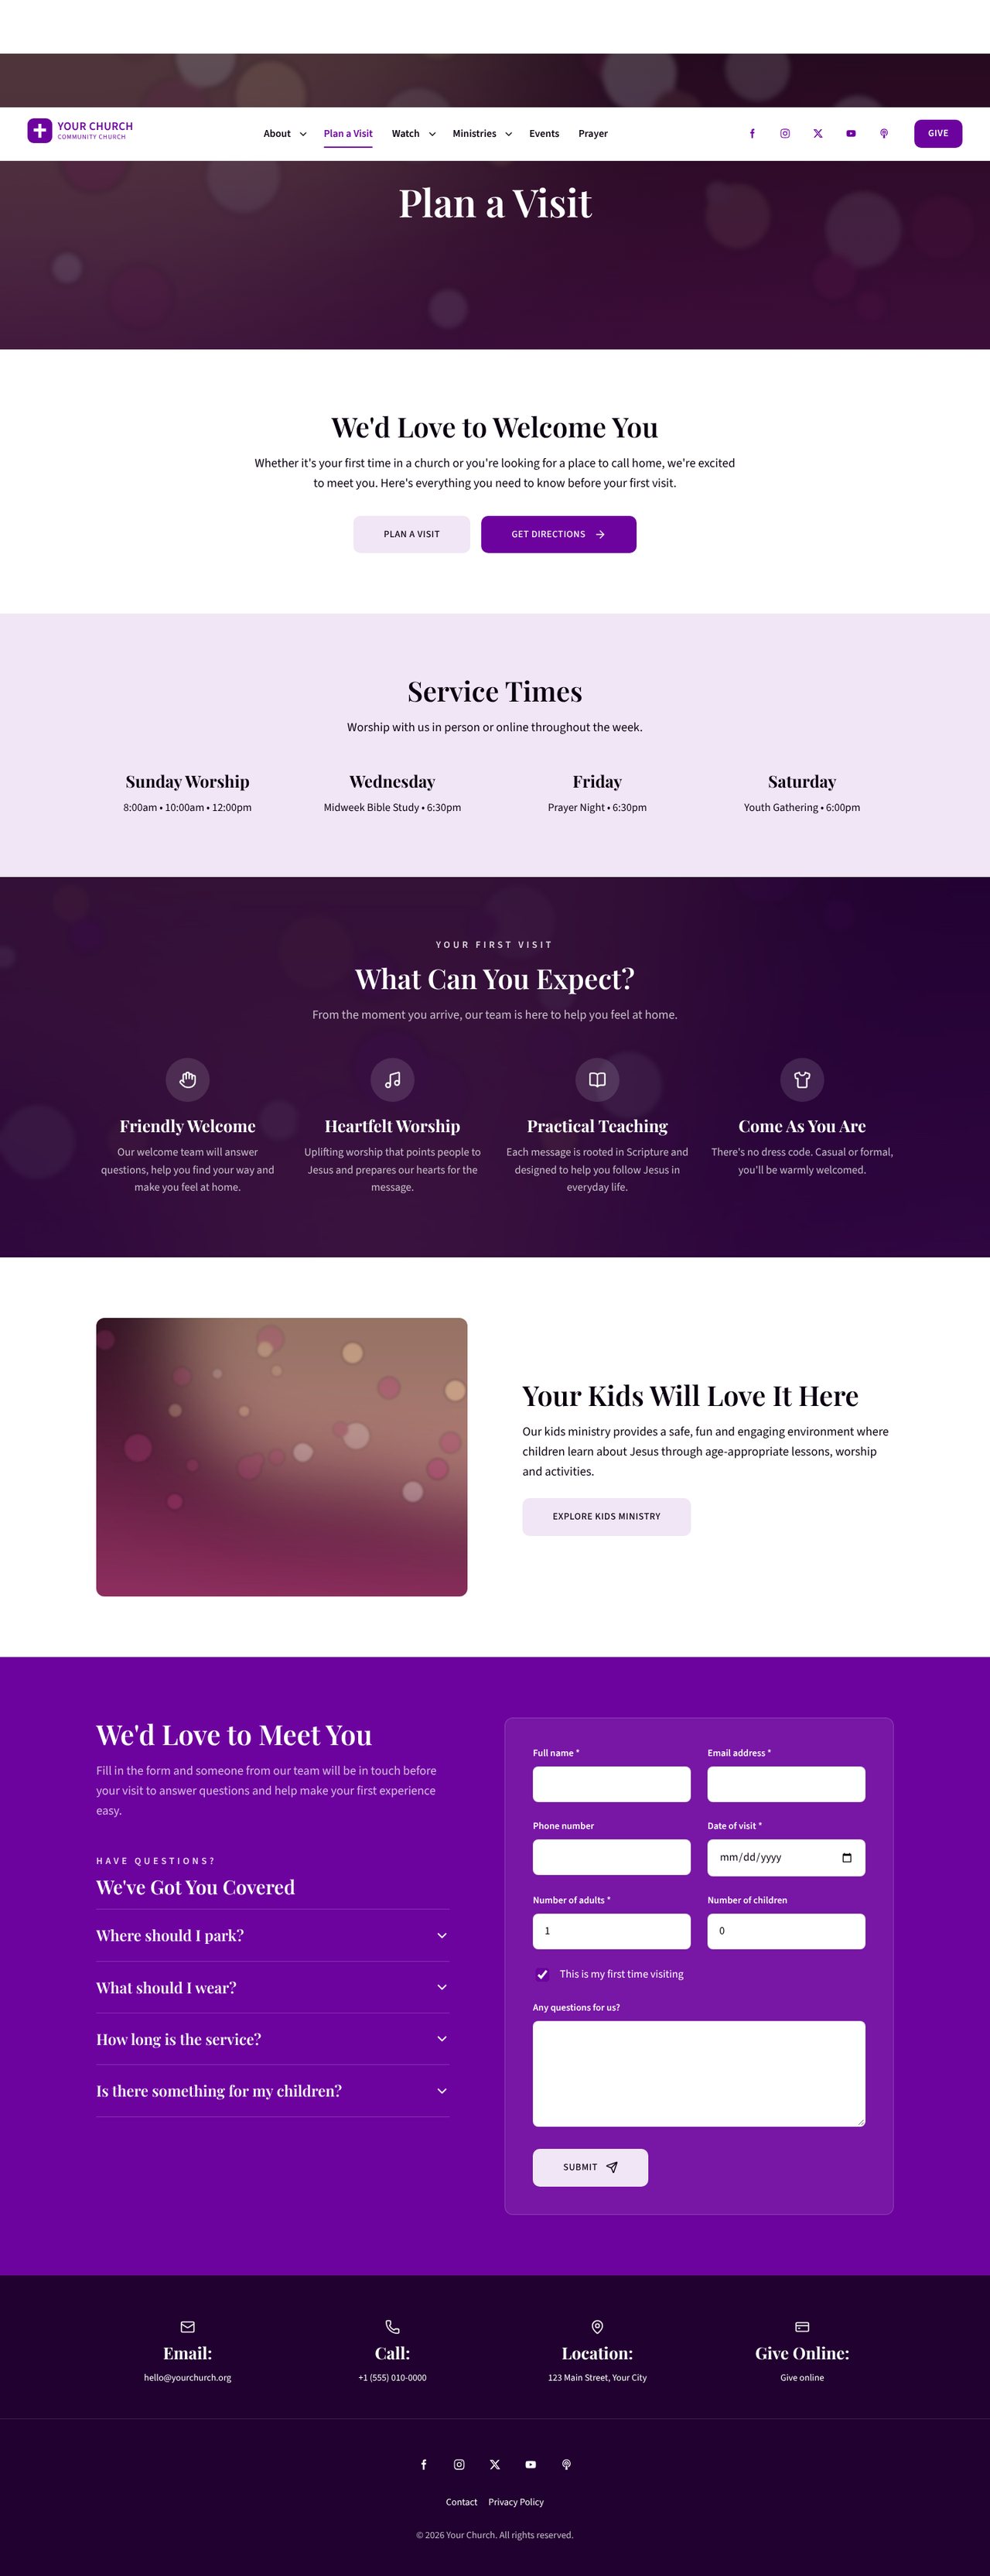 YOUR CHURCH
COMMUNITY CHURCH
About
Plan a Visit
Watch
Ministries
Events
Prayer
GIVE
Plan a Visit
We'd Love to Welcome You
Whether it's your first time in a church or you're looking for a place to call home, we're excited
to meet you. Here's everything you need to know before your first visit.
PLAN A VISIT
GET DIRECTIONS
Service Times
Worship with us in person or online throughout the week.
Sunday Worship
8:00am • 10:00am • 12:00pm
Wednesday
Midweek Bible Study • 6:30pm
Friday
Prayer Night • 6:30pm
Saturday
Youth Gathering • 6:00pm
YOUR FIRST VISIT
What Can You Expect?
From the moment you arrive, our team is here to help you feel at home.
Friendly Welcome
Our welcome team will answer
questions, help you find your way and
make you feel at home.
Heartfelt Worship
Uplifting worship that points people to
Jesus and prepares our hearts for the
message.
Practical Teaching
Each message is rooted in Scripture and
designed to help you follow Jesus in
everyday life.
Come As You Are
There's no dress code. Casual or formal,
you'll be warmly welcomed.
Your Kids Will Love It Here
Our kids ministry provides a safe, fun and engaging environment where
children learn about Jesus through age-appropriate lessons, worship
and activities.
EXPLORE KIDS MINISTRY
We'd Love to Meet You
Fill in the form and someone from our team will be in touch before
your visit to answer questions and help make your first experience
easy.
HAVE QUESTIONS?
We've Got You Covered
Where should I park?
What should I wear?
How long is the service?
Is there something for my children?
Full name *
Email address *
Phone number
Date of visit *
mm/dd/yyyy
Number of adults *
1
Number of children
0
This is my first time visiting
Any questions for us?
SUBMIT
Email:
hello@yourchurch.org
Call:
+1 (555) 010-0000
Location:
123 Main Street, Your City
Give Online:
Give online
Contact
Privacy Policy
© 2026 Your Church. All rights reserved.